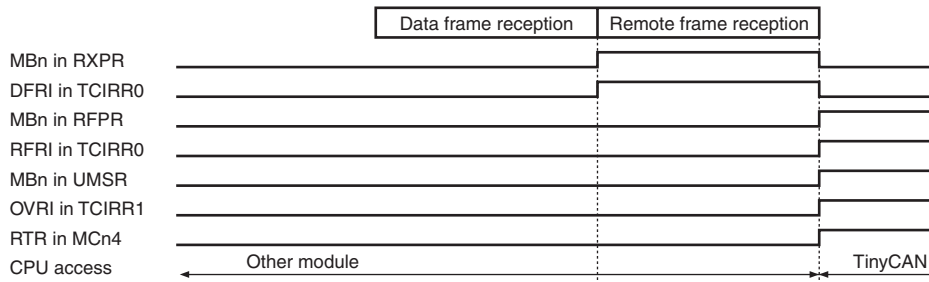 Data frame reception Remote frame reception
MBn in RXPR
DFRI in TCIRR0
MBn in RFPR
RFRI in TCIRR0
MBn in UMSR
OVRI in TCIRR1
RTR in MCn4
CPU access Other module TinyCAN